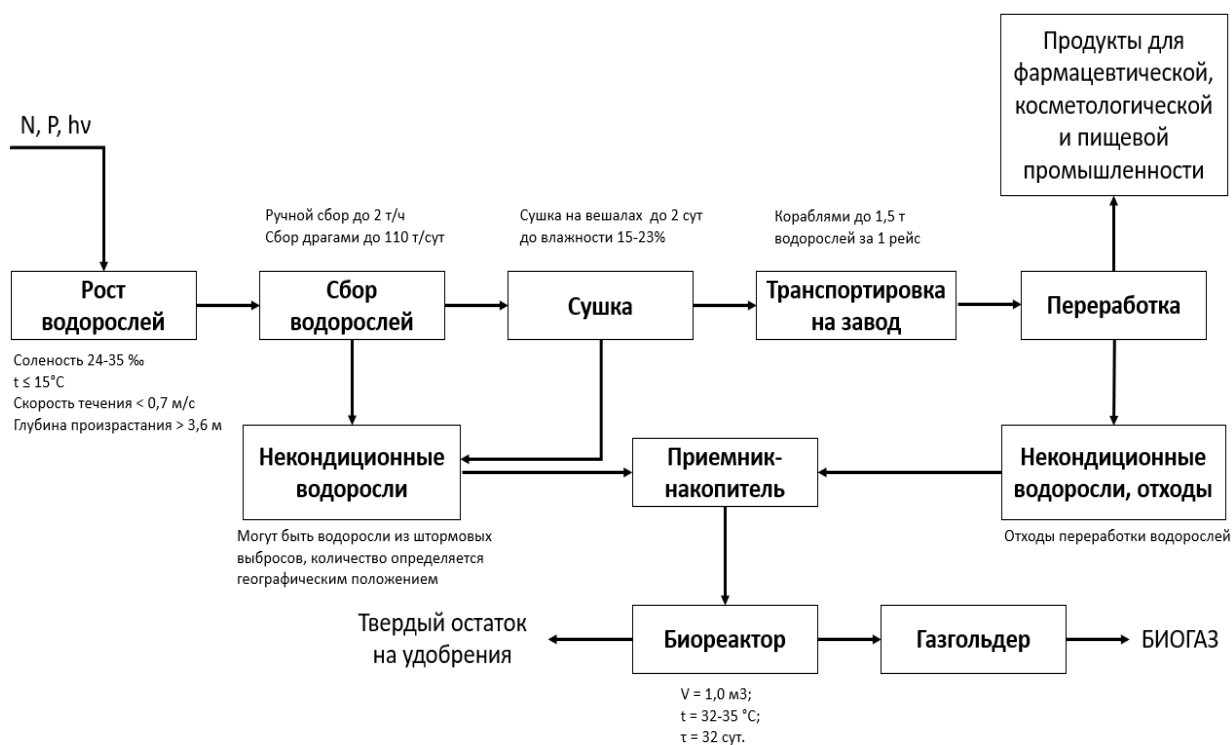 Продукты для
фармацевтической,
косметологической
и пищевой
промышленности
N, P, hv
Ручной сбор до 2 т/ч
Сбор драгами до 110 т/сут
Сушка на вешалах до 2 сут
до влажности 15-23%
Кораблями до 1,5 т
водорослей за 1 рейс
Рост
водорослей
Сбор
водорослей
Сушка
Транспортировка
на завод
Переработка
Соленость 24-35 ‰
t ≤ 15°C
Скорость течения < 0,7 м/с
Глубина произрастания > 3,6 м
Некондиционные
водоросли
Приемник-
накопитель
Некондиционные
водоросли, отходы
Могут быть водоросли из штормовых
выбросов, количество определяется
географическим положением
Отходы переработки водорослей
Твердый остаток
на удобрения
Биореактор
Газгольдер
БИОГАЗ
V = 1,0 м3;
t = 32-35 °C;
τ = 32 сут.